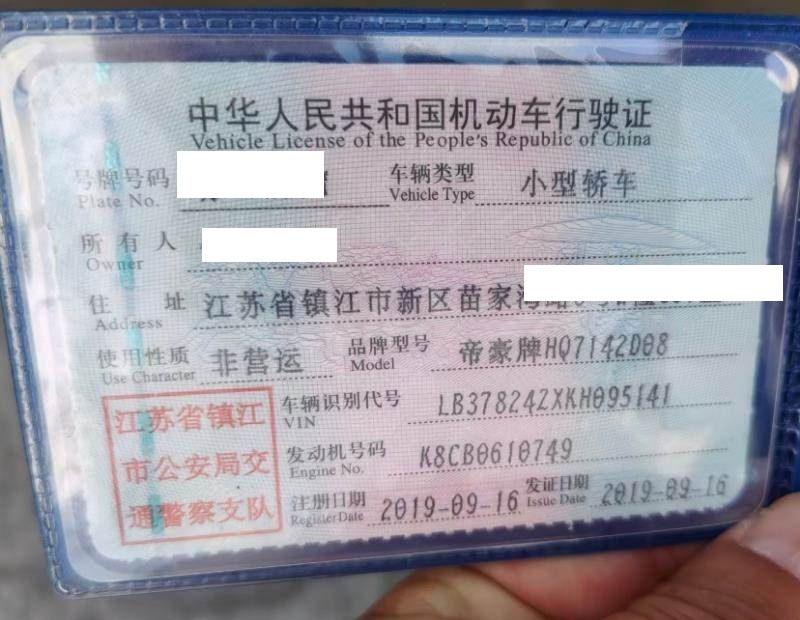 中华人民共和国机动车行驶证
Vehicle License of the People's Republic of China
号牌号码 车辆类型 小型轿车
Plate No. Vehicle Type
所有人
Owner
住址 江苏省镇江市新区苗家
Address
使用性质 非营运 品牌型号 帝豪牌HQ7142D08
Use Character Model
车辆识别代号 LB37824ZXKH095141
VIN
发动机号码 K8CB0610749
Engine No.
注册日期 2019-09-16 发证日期 2019-09-16
Register Date Issue Date
江苏省镇江
市公安局交
通警察支队